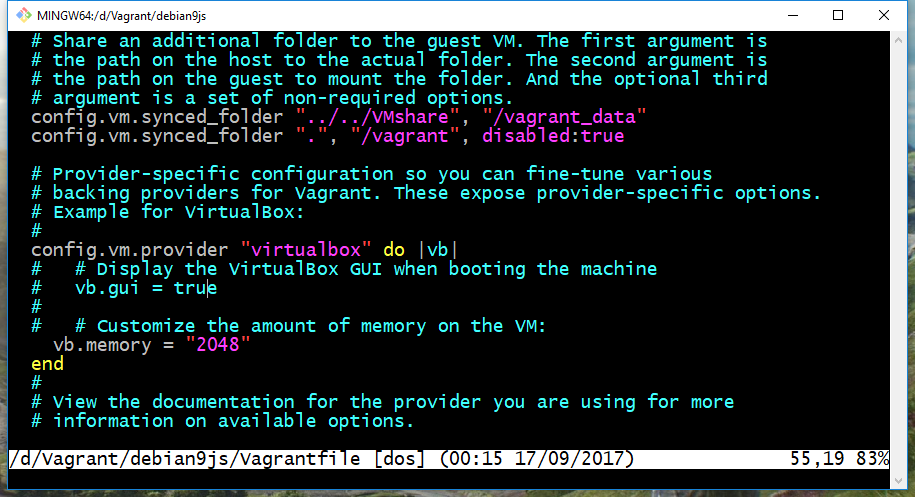 MINGW64:/d/Vagrant/debian9js
# Share an additional folder to the guest VM. The first argument is
# the path on the host to the actual folder. The second argument is
# the path on the guest to mount the folder. And the optional third
# argument is a set of non-required options.
config.vm.synced_folder "../../VMshare", "/vagrant_data"
config.vm.synced_folder ".", "/vagrant", disabled:true
# Provider-specific configuration so you can fine-tune various
# backing providers for Vagrant. These expose provider-specific options.
# Example for VirtualBox:
#
config.vm.provider "virtualbox" do |vb|
#   # Display the VirtualBox GUI when booting the machine
#   vb.gui = true
#
#   # Customize the amount of memory on the VM:
  vb.memory = "2048"
end
#
# View the documentation for the provider you are using for more
# information on available options.
/d/Vagrant/debian9js/Vagrantfile [dos] (00:15 17/09/2017) 55,19 83%